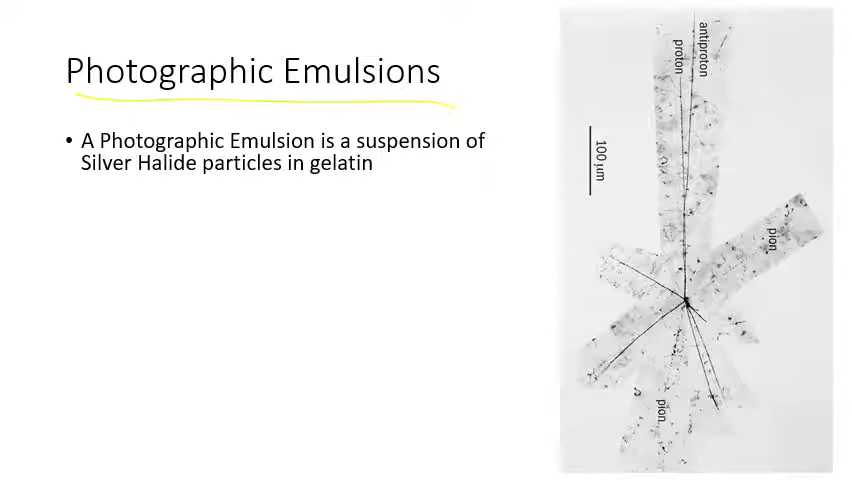 Photographic Emulsions
• A Photographic Emulsion is a suspension of
Silver Halide particles in gelatin
antiproton
proton
100 µm
pion
pion